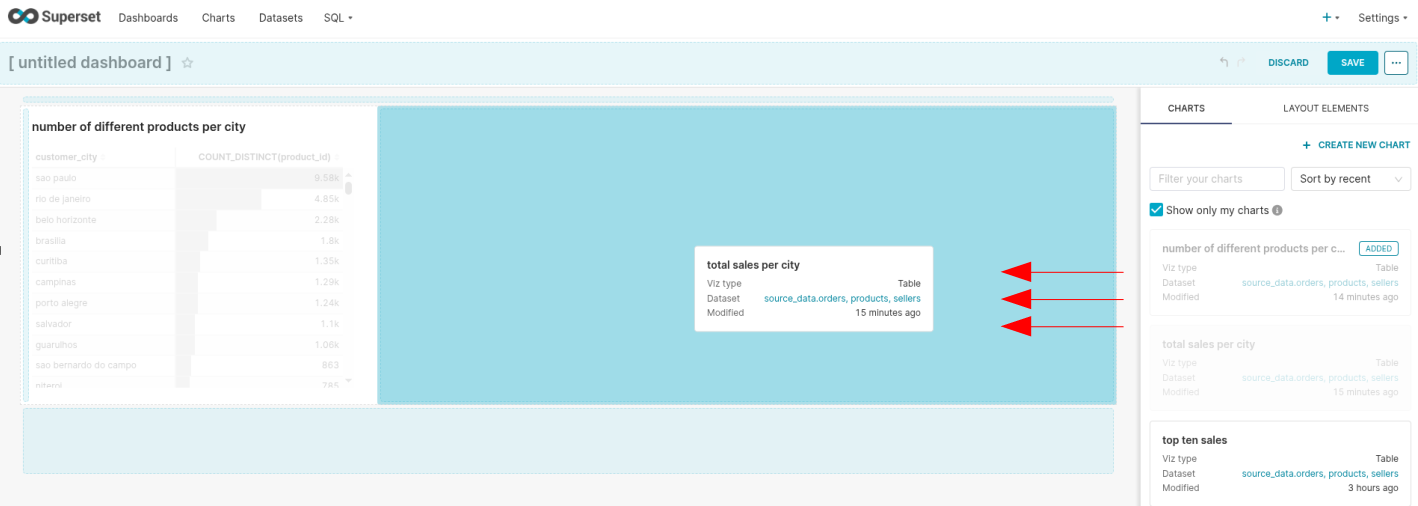 Superset Dashboards Charts Datasets SQL Settings
[ untitled dashboard ] DISCARD SAVE
number of different products per city
customer_city COUNT_DISTINCT(product_id)
sao paulo 9.58k
rio de janeiro 4.85k
belo horizonte 2.28k
brasilia 1.8k
curitiba 1.35k
campinas 1.29k
porto alegre 1.24k
salvador 1.1k
guarulhos 1.06k
sao bernardo do campo 863
niteroi 785
total sales per city
Viz type Table
Dataset source_data.orders, products, sellers
Modified 15 minutes ago
CHARTS LAYOUT ELEMENTS
+ CREATE NEW CHART
Filter your charts Sort by recent
Show only my charts
number of different products per c... ADDED
Viz type Table
Dataset source_data.orders, products, sellers
Modified 14 minutes ago
total sales per city
Viz type Table
Dataset source_data.orders, products, sellers
Modified 15 minutes ago
top ten sales
Viz type Table
Dataset source_data.orders, products, sellers
Modified 3 hours ago